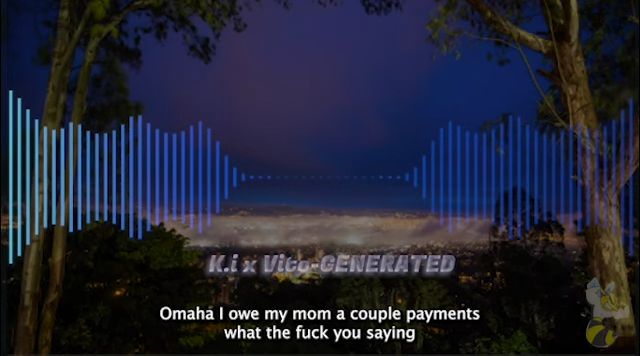 K.i x Vito-GENERATED
Omaha I owe my mom a couple payments
what the fuck you saying